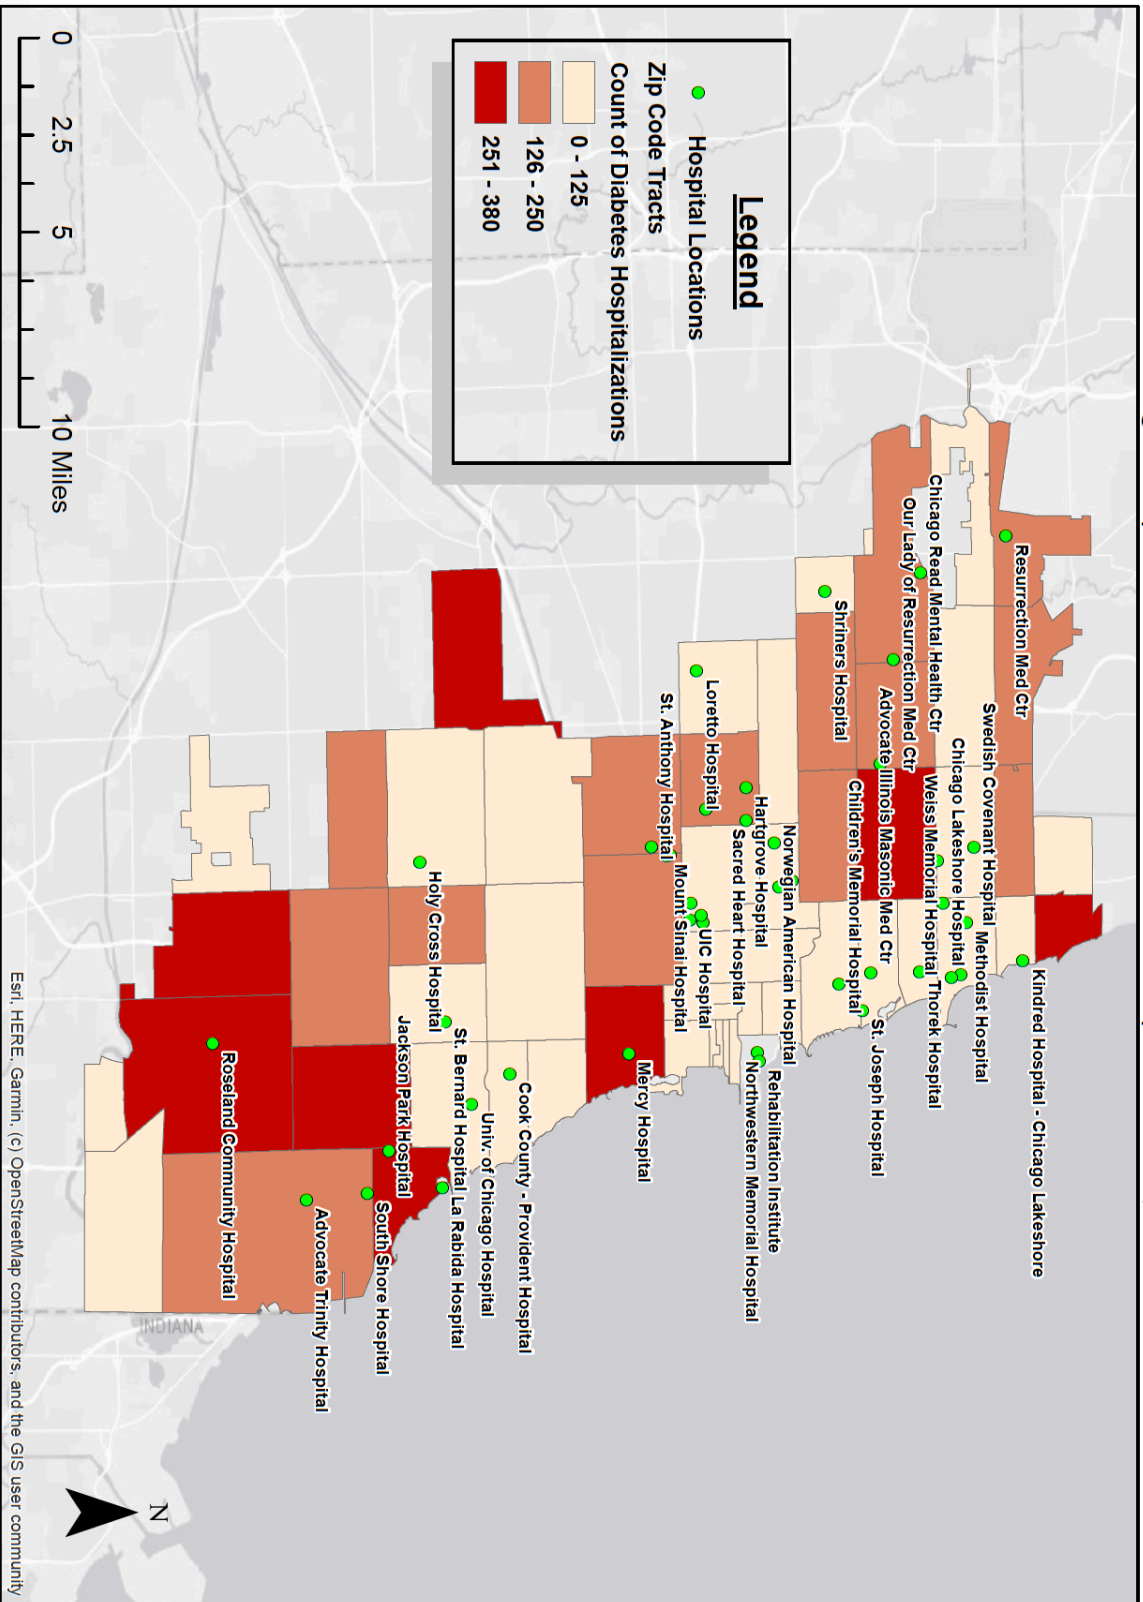 Legend
Hospital Locations
Zip Code Tracts
Count of Diabetes Hospitalizations
0 - 125
126 - 250
251 - 380
0 2.5 5 10 Miles
Resurrection Med Ctr
Kindred Hospital - Chicago Lakeshore
Swedish Covenant Hospital
Methodist Hospital
Chicago Lakeshore Hospital
Chicago Read Mental Health Ctr
Weiss Memorial Hospital
Thorek Hospital
Our Lady of Resurrection Med Ctr
Advocate Illinois Masonic Med Ctr
St. Joseph Hospital
Children's Memorial Hospital
Shriners Hospital
Norwegian American Hospital
Rehabilitation Institute
Hartgrove Hospital
Northwestern Memorial Hospital
Sacred Heart Hospital
Loretto Hospital
UIC Hospital
Mount Sinai Hospital
St. Anthony Hospital
Mercy Hospital
Cook County - Provident Hospital
Univ. of Chicago Hospital
St. Bernard Hospital
La Rabida Hospital
Holy Cross Hospital
Jackson Park Hospital
South Shore Hospital
Advocate Trinity Hospital
Roseland Community Hospital
INDIANA
N
Esri, HERE, Garmin, (c) OpenStreetMap contributors, and the GIS user community